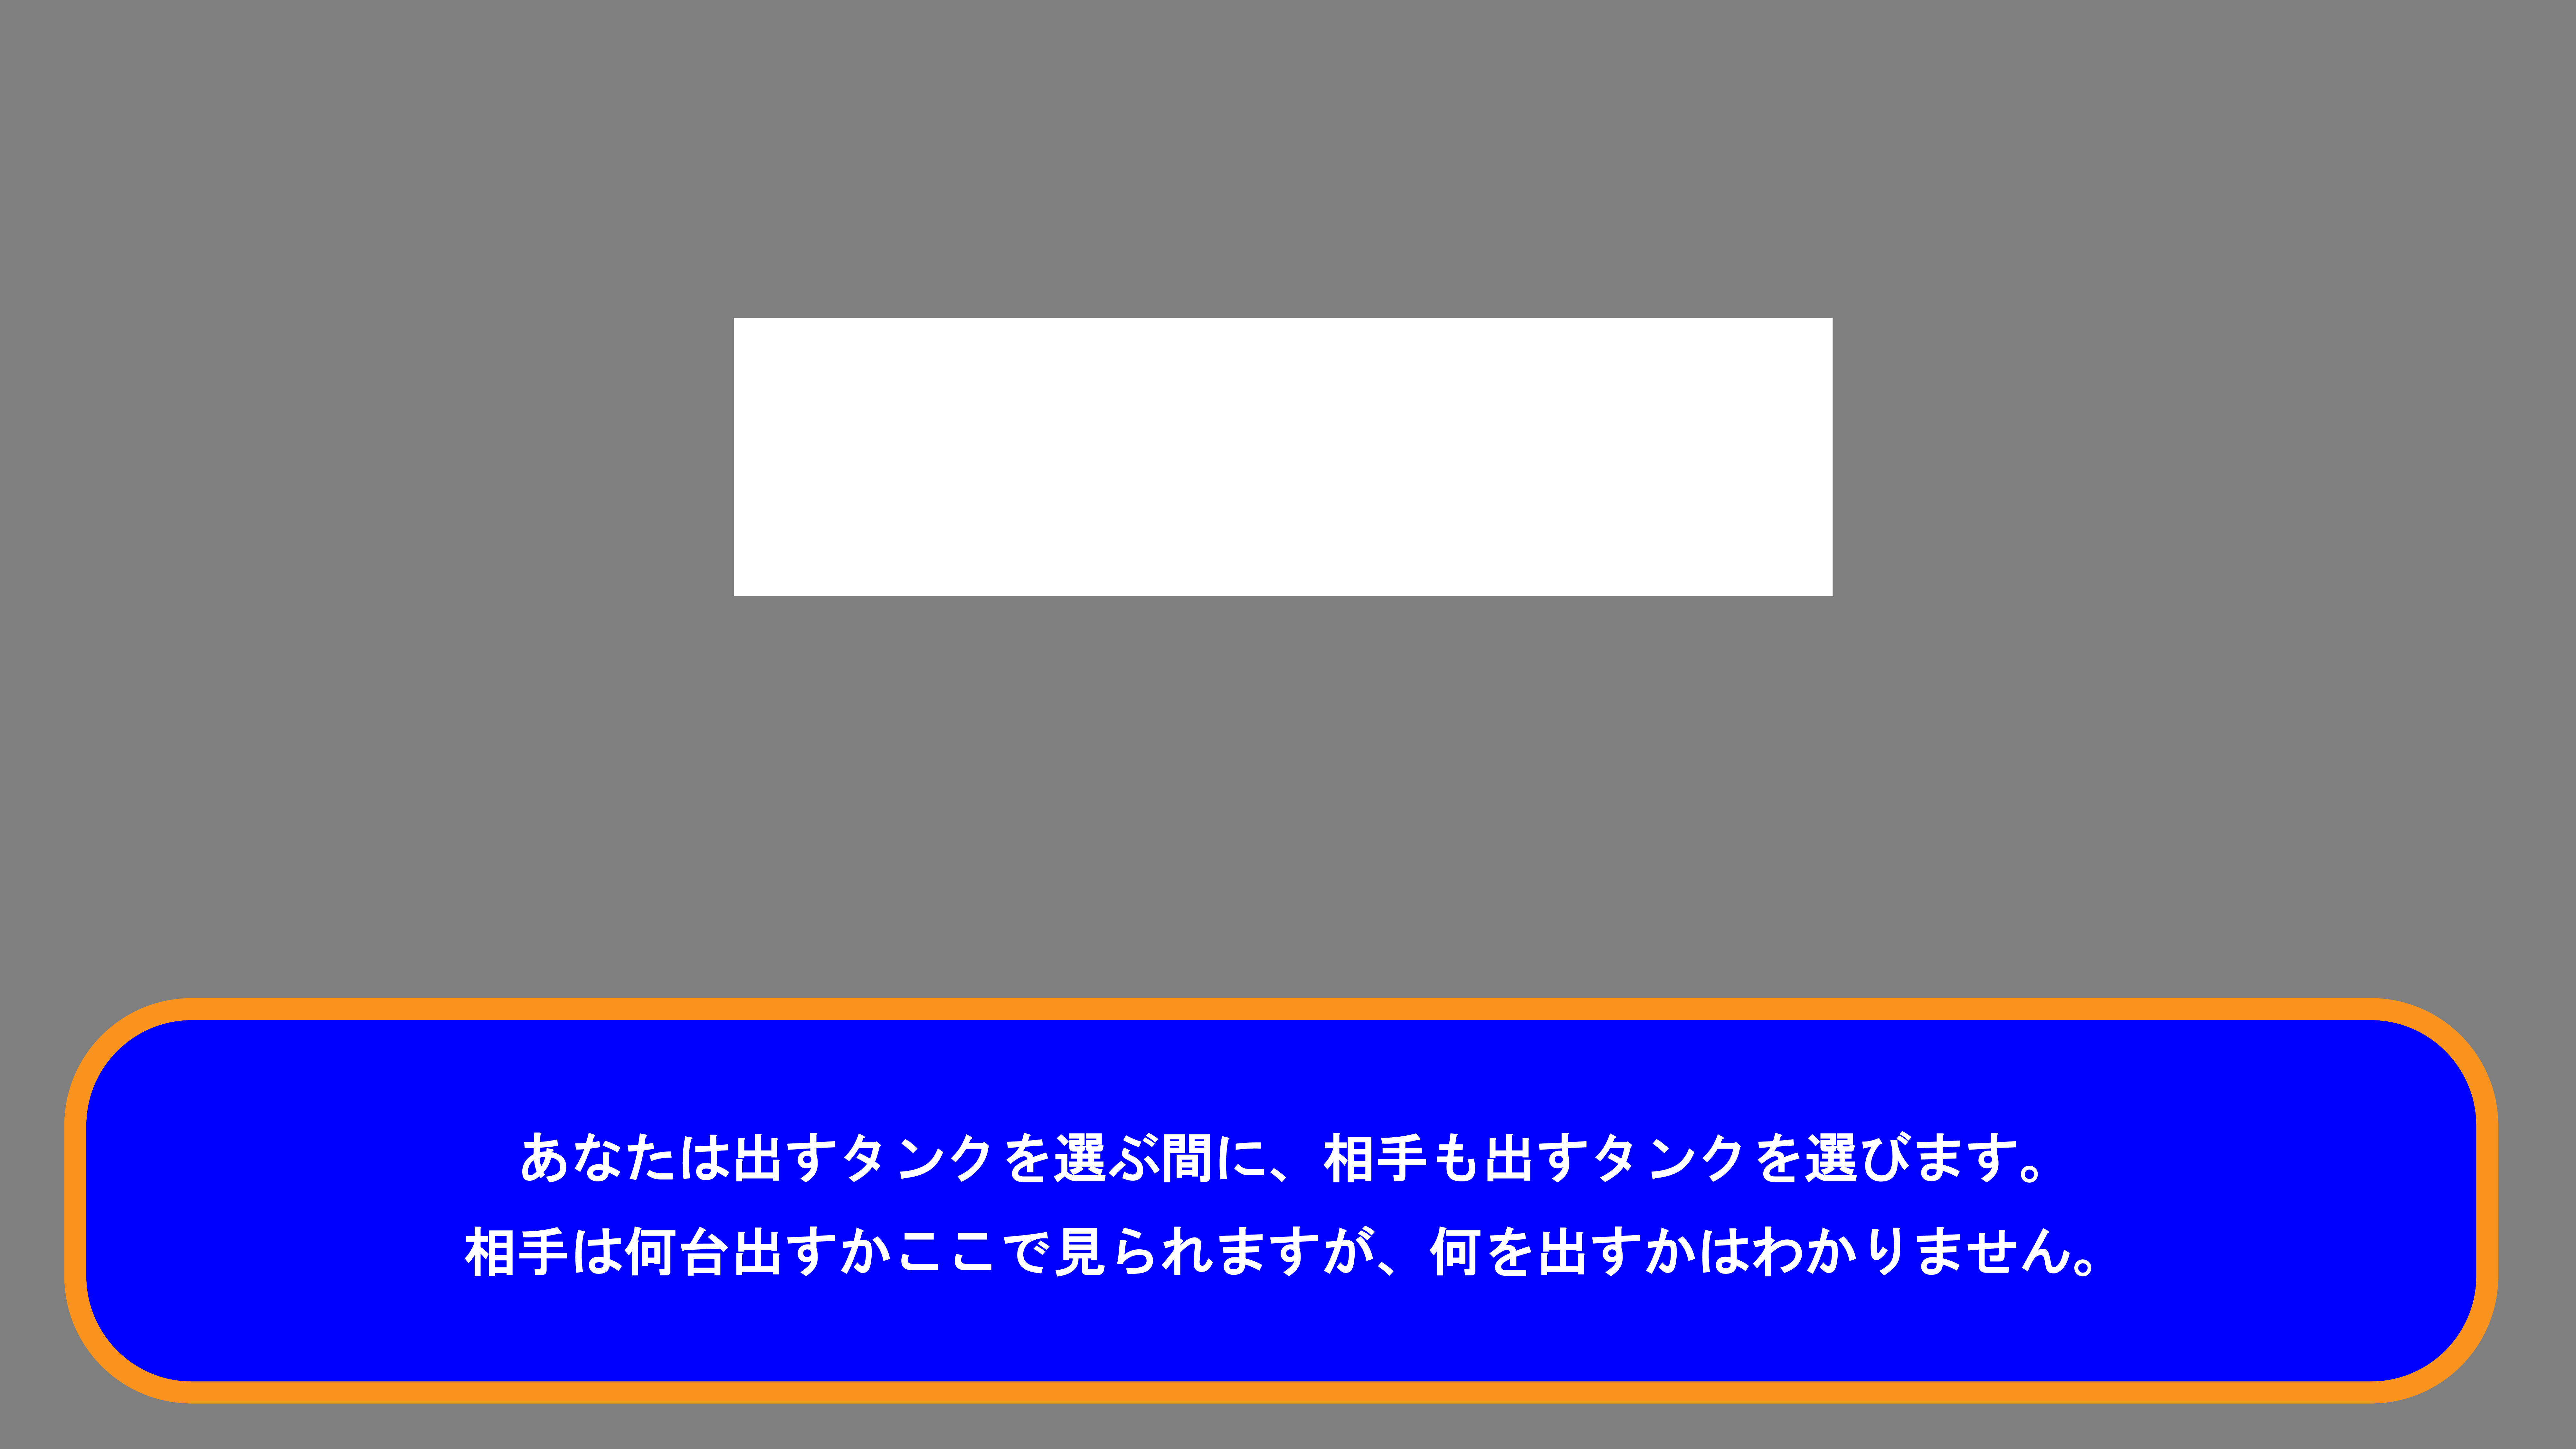 あなたは出すタンクを選ぶ間に、相手も出すタンクを選びます。
相手は何台出すかここで見られますが、何を出すかはわかりません。